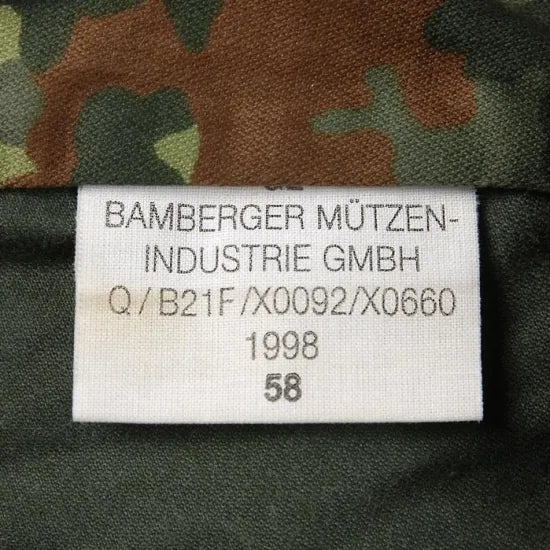 BAMBERGER MÜTZEN-
INDUSTRIE GMBH
Q/B21F/X0092/X0660
1998
58